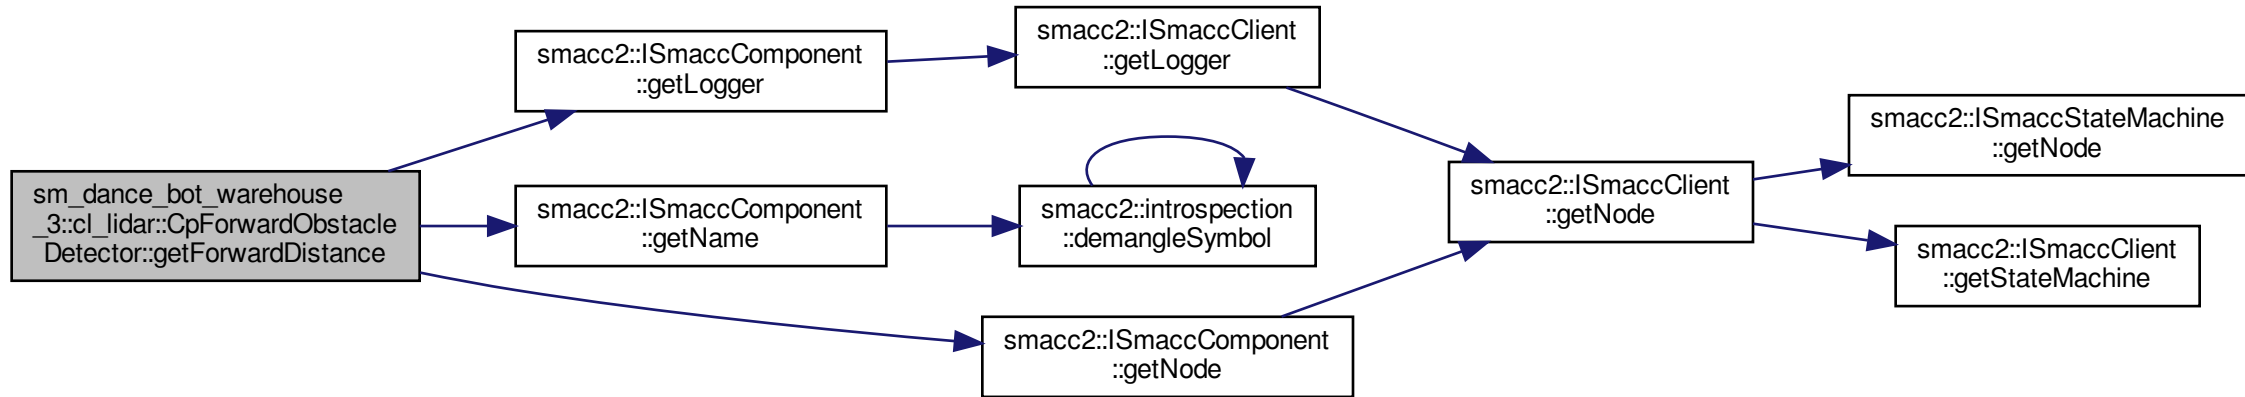 sm_dance_bot_warehouse
_3::cl_lidar::CpForwardObstacle
Detector::getForwardDistance
smacc2::ISmaccComponent
::getLogger
smacc2::ISmaccClient
::getLogger
smacc2::ISmaccComponent
::getName
smacc2::introspection
::demangleSymbol
smacc2::ISmaccComponent
::getNode
smacc2::ISmaccClient
::getNode
smacc2::ISmaccStateMachine
::getNode
smacc2::ISmaccClient
::getStateMachine